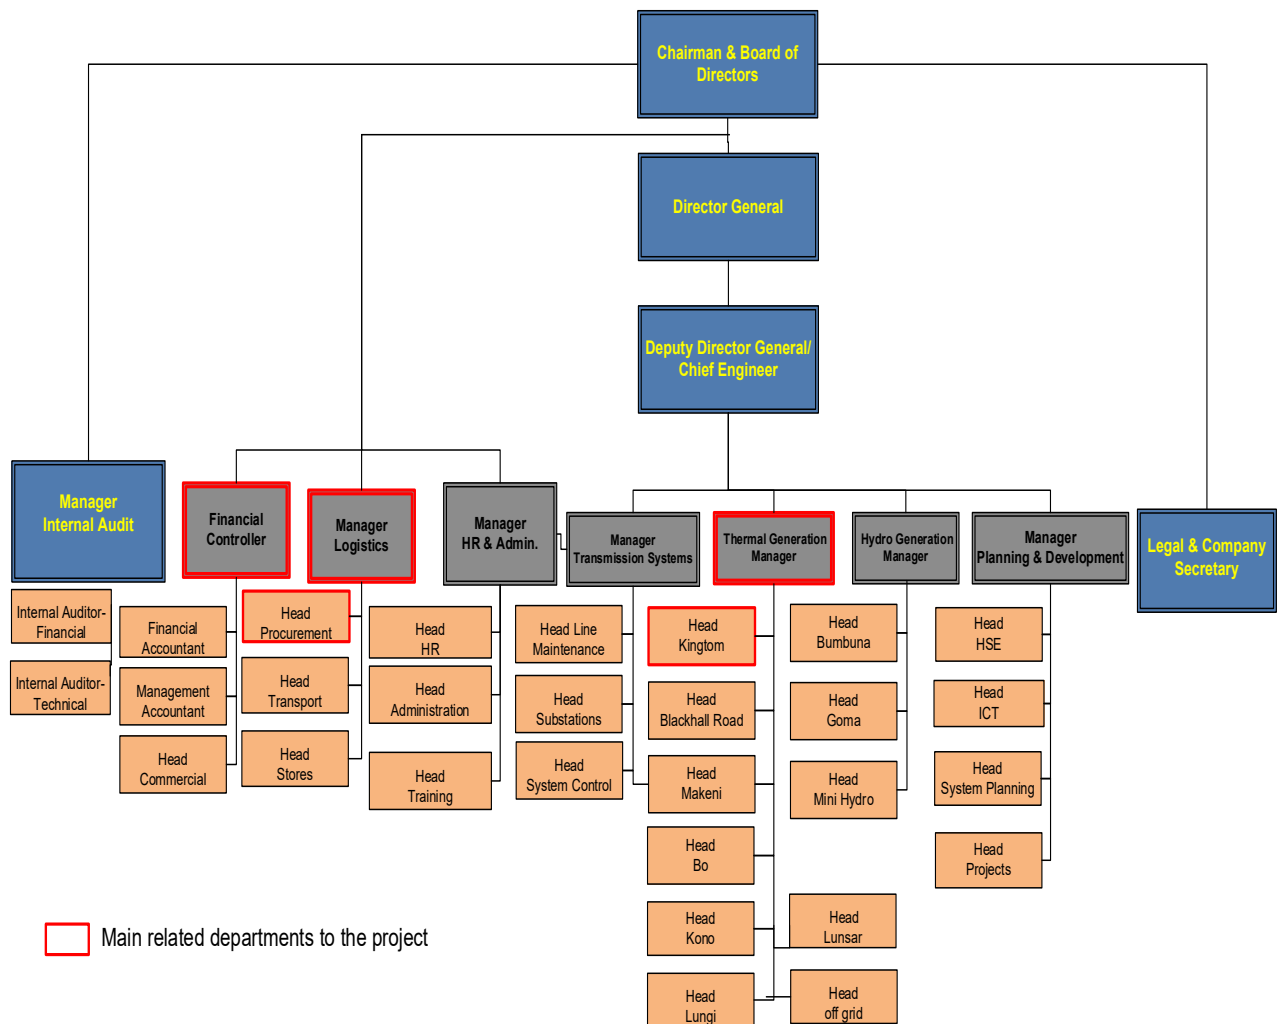 Chairman & Board of
Directors
Director General
Deputy Director General/
Chief Engineer
Manager
Internal Audit
Financial
Controller
Manager
Logistics
Manager
HR & Admin.
Manager
Transmission Systems
Thermal Generation
Manager
Hydro Generation
Manager
Manager
Planning & Development
Legal & Company
Secretary
Internal Auditor-
Financial
Internal Auditor-
Technical
Financial
Accountant
Management
Accountant
Head
Commercial
Head
Procurement
Head
Transport
Head
Stores
Head
HR
Head
Administration
Head
Training
Head Line
Maintenance
Head
Substations
Head
System Control
Head
Kingtom
Head
Blackhall Road
Head
Makeni
Head
Bo
Head
Kono
Head
Lungi
Head
Bumbuna
Head
Goma
Head
Mini Hydro
Head
Lunsar
Head
off grid
Head
HSE
Head
ICT
Head
System Planning
Head
Projects
Main related departments to the project